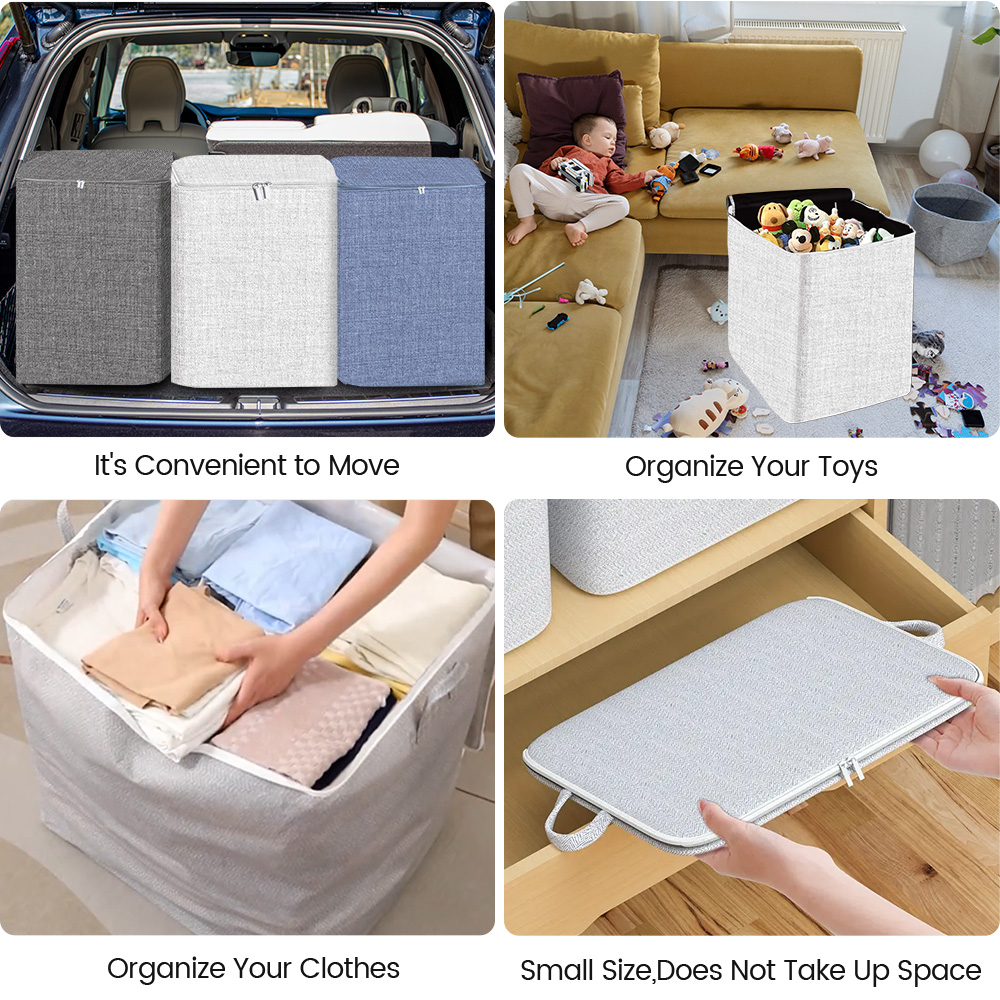 It's Convenient to Move
Organize Your Toys
Organize Your Clothes
Small Size,Does Not Take Up Space